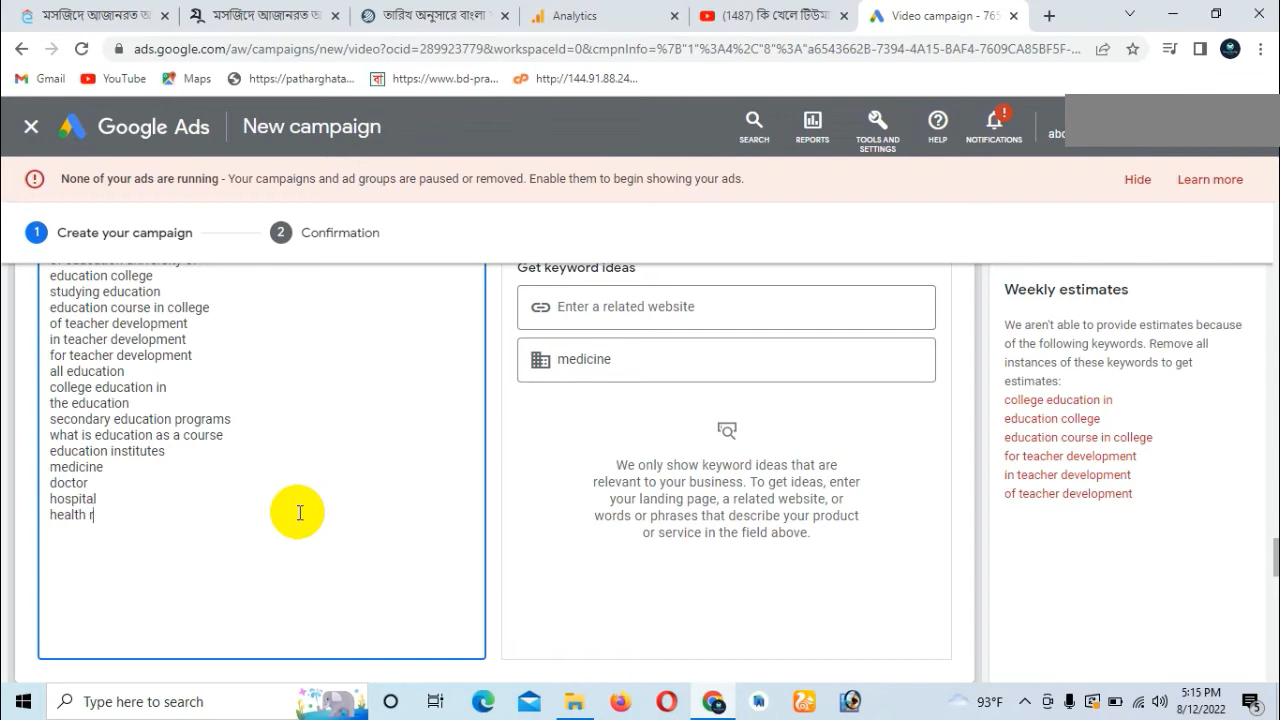 মসজিদে আজানরত অ
মসজিদে আজানরত অ
তারিখ অনুসারে বাংলা
Analytics
(1487) কি খেলে টিউমা
Video campaign - 765
ads.google.com/aw/campaigns/new/video?ocid=289923779&workspaceId=0&cmpnInfo=%7B"1"%3A4%2C"8"%3A"a6543662B-7394-4A15-BAF4-7609CA85BF5F-...
Gmail
YouTube
Maps
https://patharghata...
https://www.bd-pra...
http://144.91.88.24...
Google Ads
New campaign
SEARCH
REPORTS
TOOLS AND SETTINGS
HELP
NOTIFICATIONS
abc
None of your ads are running - Your campaigns and ad groups are paused or removed. Enable them to begin showing your ads.
Hide
Learn more
1 Create your campaign
2 Confirmation
education college
studying education
education course in college
of teacher development
in teacher development
for teacher development
all education
college education in
the education
secondary education programs
what is education as a course
education institutes
medicine
doctor
hospital
health r
Get keyword ideas
Enter a related website
medicine
We only show keyword ideas that are
relevant to your business. To get ideas, enter
your landing page, a related website, or
words or phrases that describe your product
or service in the field above.
Weekly estimates
We aren't able to provide estimates because
of the following keywords. Remove all
instances of these keywords to get
estimates:
college education in
education college
education course in college
for teacher development
in teacher development
of teacher development
Type here to search
93°F
5:15 PM
8/12/2022
5